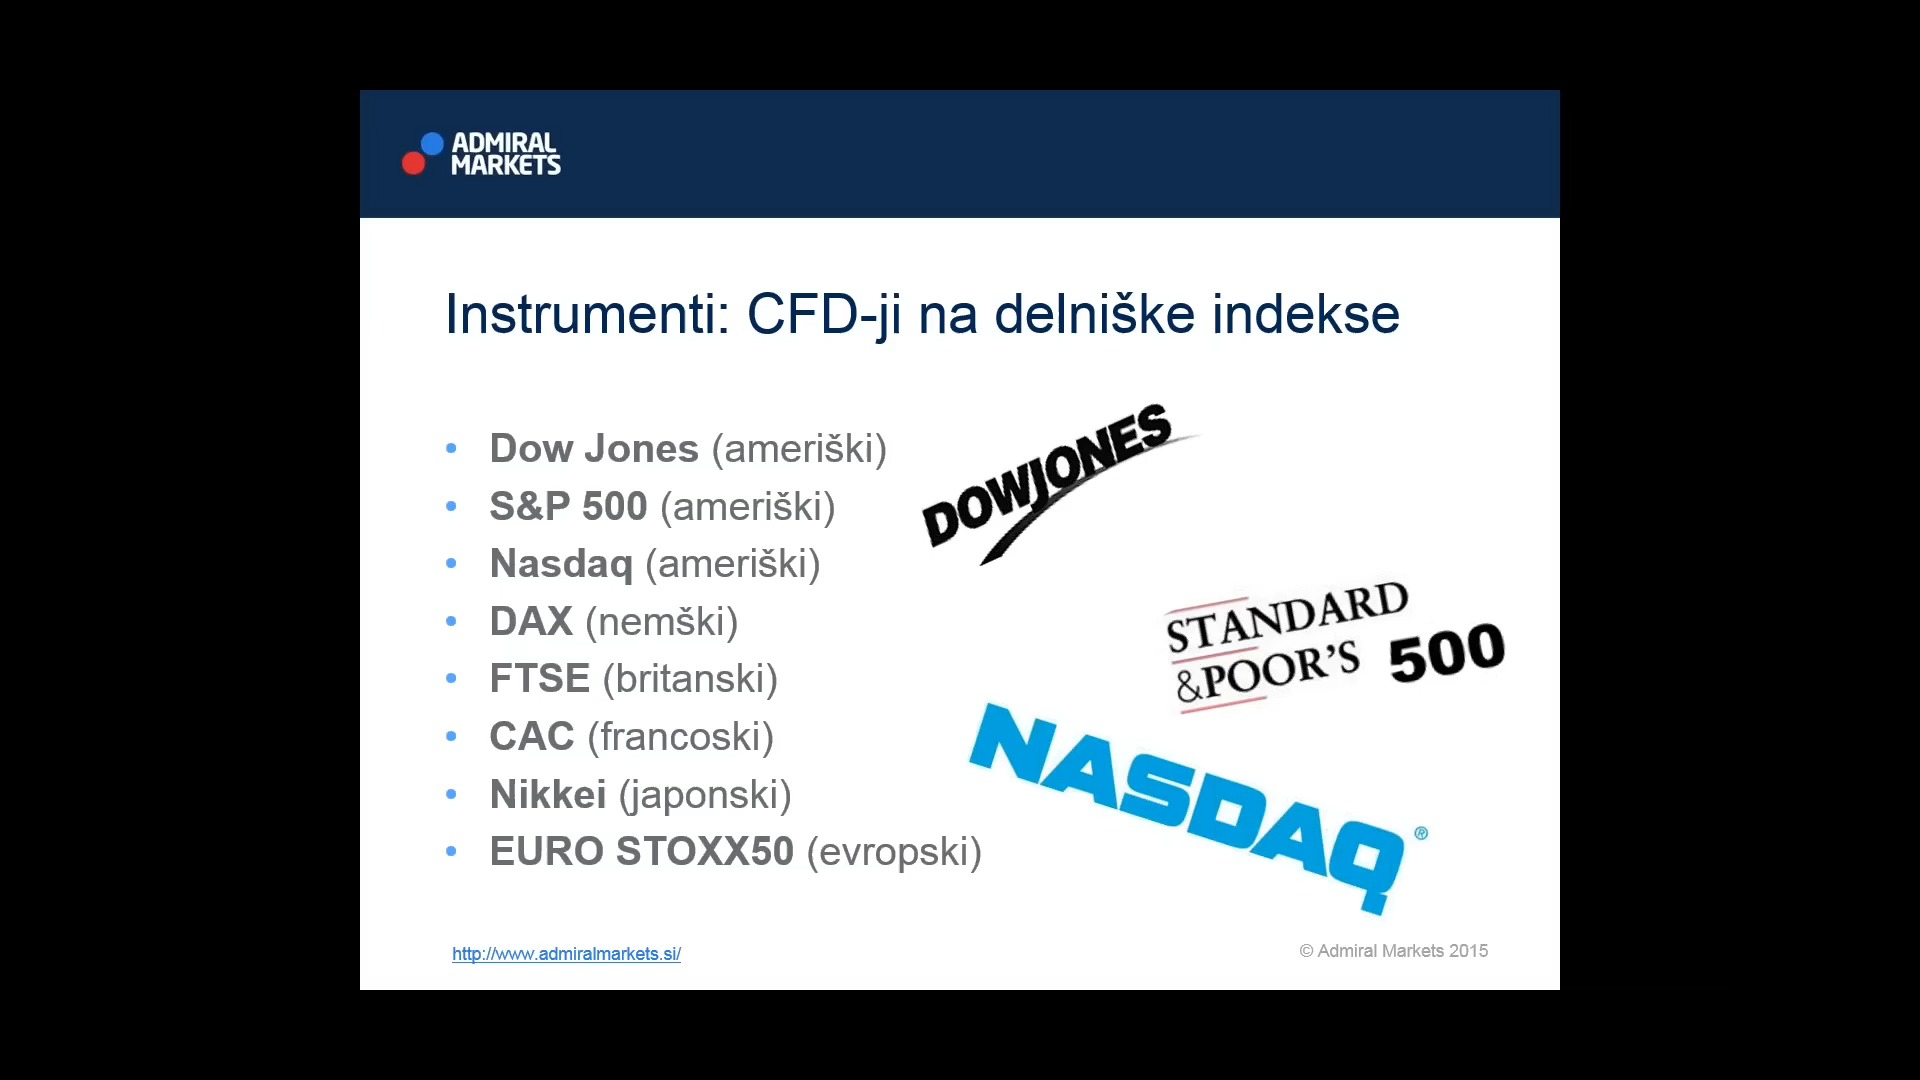 ADMIRAL
MARKETS
Instrumenti: CFD-ji na delniške indekse
• Dow Jones (ameriški)
• S&P 500 (ameriški)
• Nasdaq (ameriški)
• DAX (nemški)
• FTSE (britanski)
• CAC (francoski)
• Nikkei (japonski)
• EURO STOXX50 (evropski)
DOWJONES
STANDARD
&POOR'S 500
NASDAQ®
http://www.admiralmarkets.si/
© Admiral Markets 2015